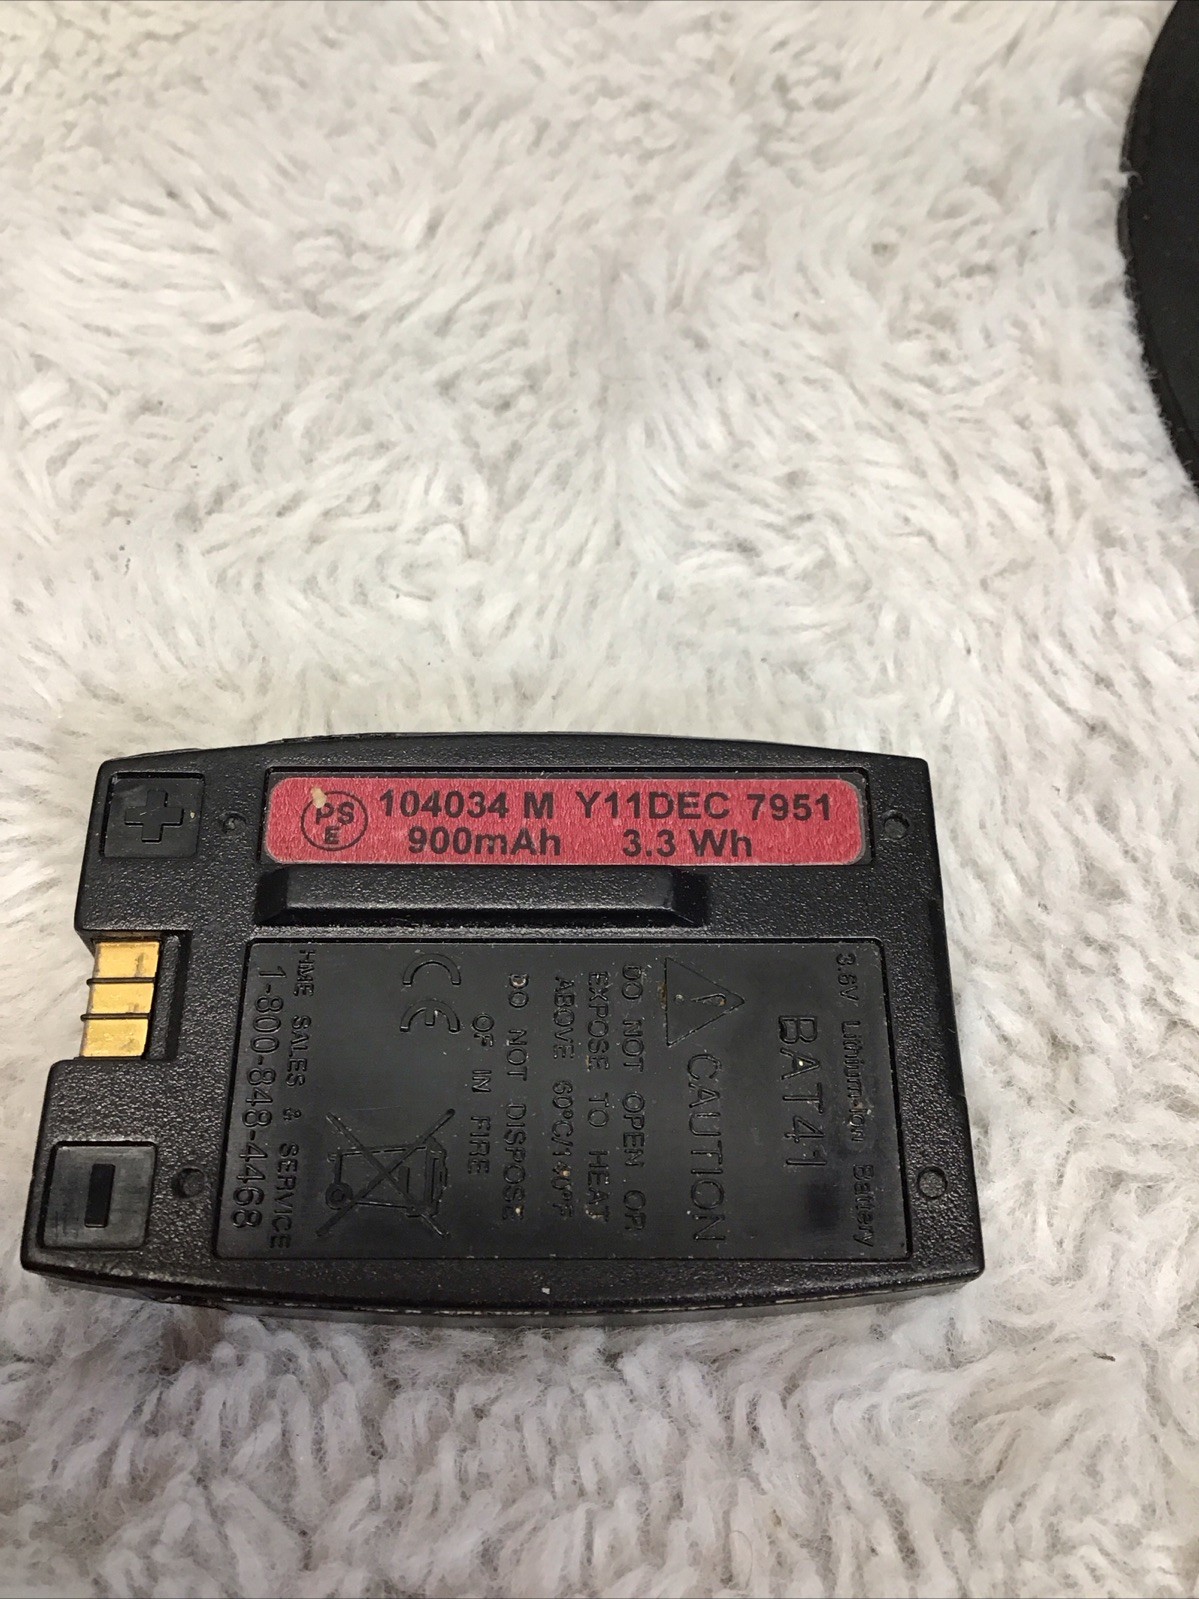 PS
E
104034 M Y11DEC 7951
900mAh 3.3 Wh
3.6V Lithium-Ion Battery
BAT41
CAUTION
DO NOT OPEN OR
EXPOSE TO HEAT
ABOVE 60°C/140°F
DO NOT DISPOSE
OF IN FIRE
CE
HME SALES & SERVICE
1-800-848-4468